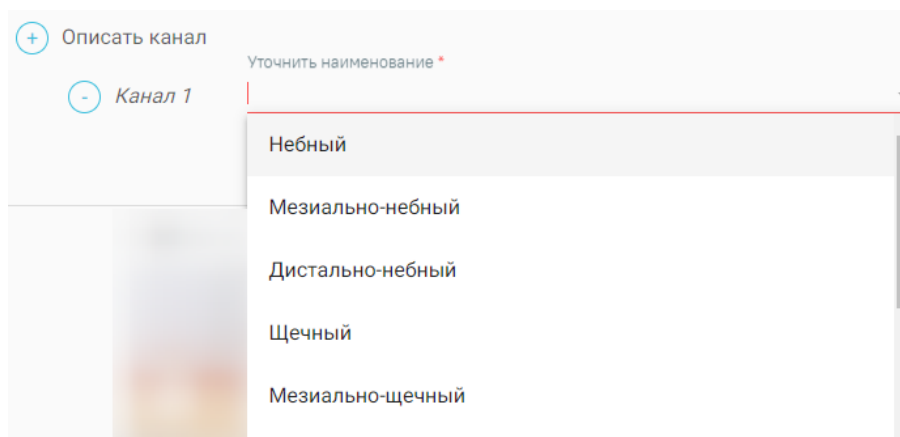 + Описать канал
Уточнить наименование *
- Канал 1
Небный
Мезиально-небный
Дистально-небный
Щечный
Мезиально-щечный